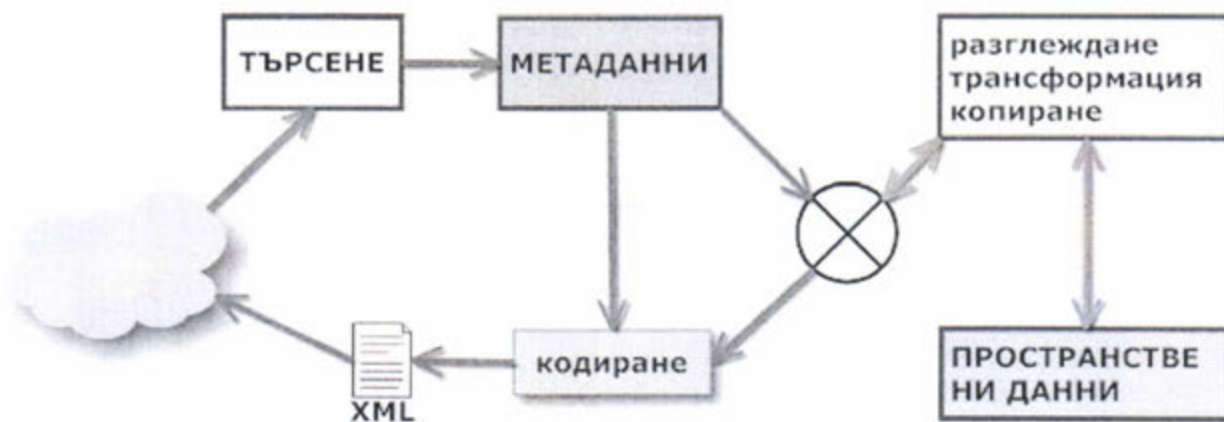 ТЪРСЕНЕ
МЕТАДАННИ
разглеждане
трансформация
копиране
кодиране
XML
ПРОСТРАНСТВЕ
НИ ДАННИ